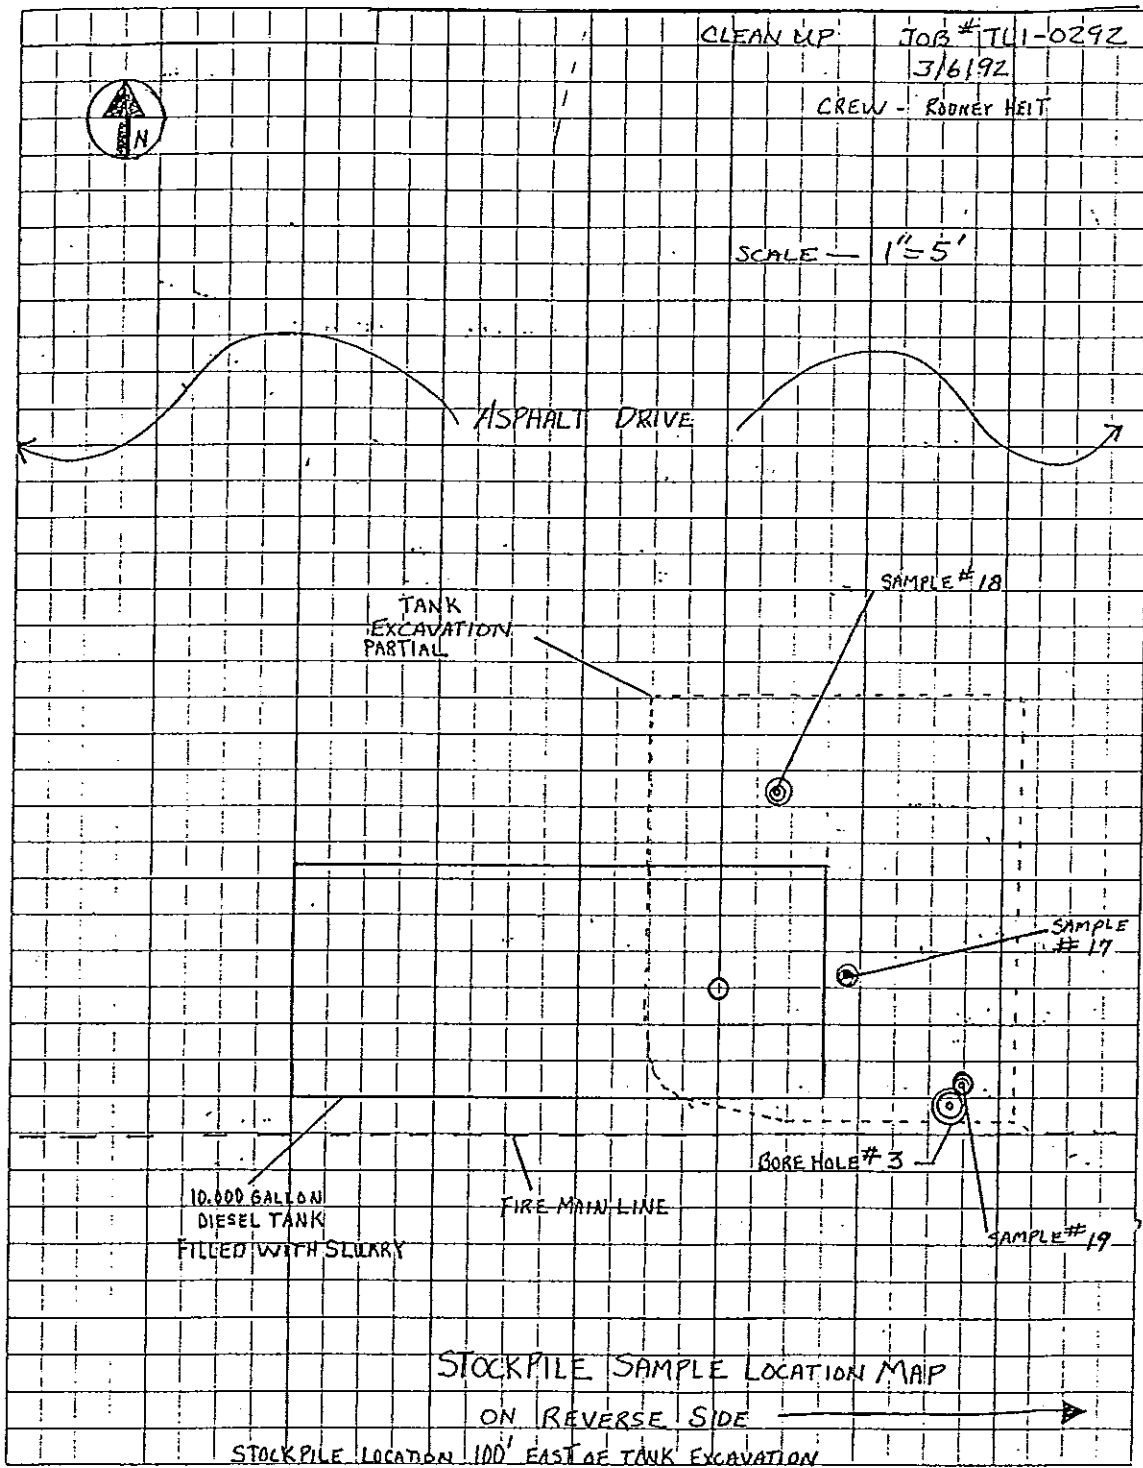 CLEAN UP JOB # TL1-0292
3/6/92
CREW - RODNEY HEIT
N
SCALE — 1"=5'
ASPHALT DRIVE
SAMPLE # 18
TANK
EXCAVATION
PARTIAL
SAMPLE
# 17
BORE HOLE # 3
10.000 GALLON
DIESEL TANK
FILLED WITH SLURRY
FIRE MAIN LINE
SAMPLE # 19
STOCKPILE SAMPLE LOCATION MAP
ON REVERSE SIDE
STOCKPILE LOCATION 100' EAST OF TANK EXCAVATION